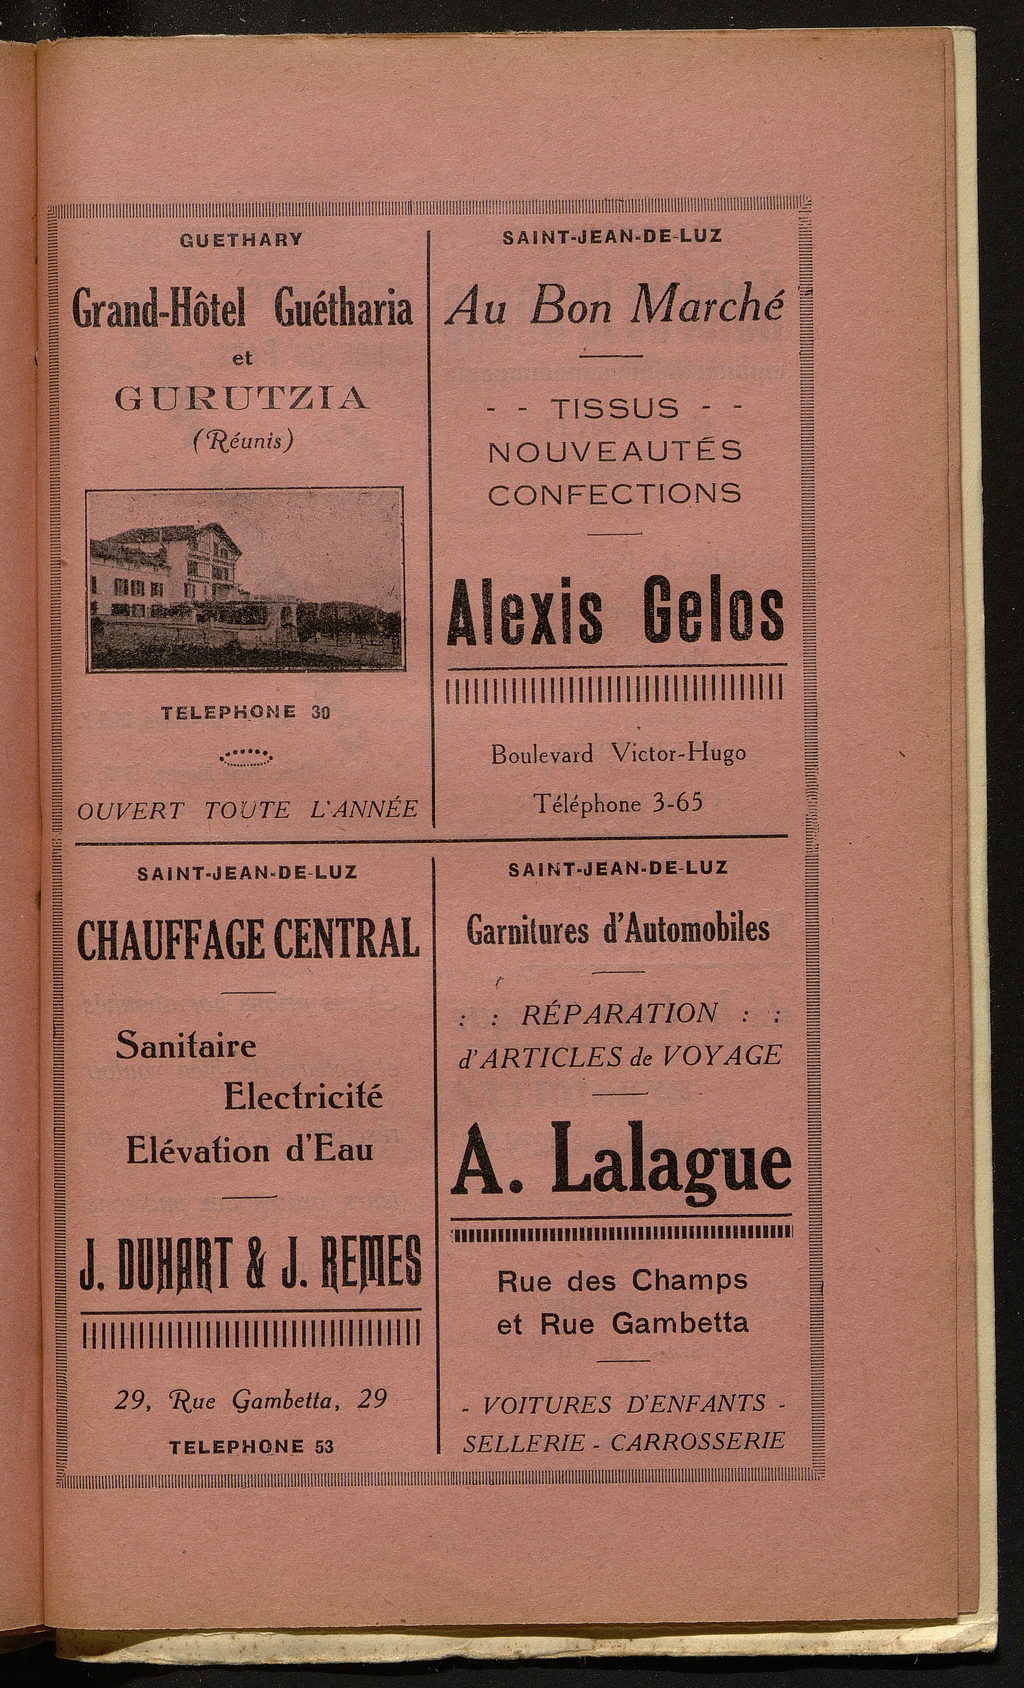 GUETHARY
Grand-Hôtel Guétharia
et
GURUTZIA
(Réunis)
TELEPHONE 30
OUVERT TOUTE L'ANNÉE
SAINT-JEAN-DE-LUZ
Au Bon Marché
- - TISSUS - -
NOUVEAUTÉS
CONFECTIONS
Alexis Gelos
Boulevard Victor-Hugo
Téléphone 3-65
SAINT-JEAN-DE-LUZ
CHAUFFAGE CENTRAL
Sanitaire
Electricité
Elévation d'Eau
J. DUHART & J. REMES
29, Rue Gambetta, 29
TELEPHONE 53
SAINT-JEAN-DE-LUZ
Garnitures d'Automobiles
: : RÉPARATION : :
d'ARTICLES de VOYAGE
A. Lalague
Rue des Champs
et Rue Gambetta
- VOITURES D'ENFANTS -
SELLERIE - CARROSSERIE